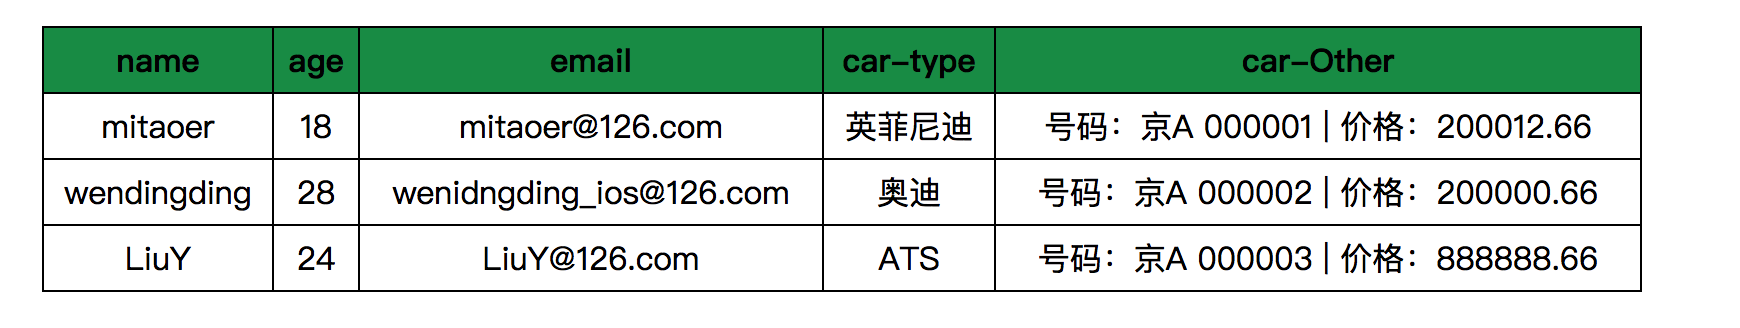 name age email car-type car-Other
mitaoer 18 mitaoer@126.com 英菲尼迪 号码：京A 000001 | 价格：200012.66
wendingding 28 wenidngding_ios@126.com 奥迪 号码：京A 000002 | 价格：200000.66
LiuY 24 LiuY@126.com ATS 号码：京A 000003 | 价格：888888.66